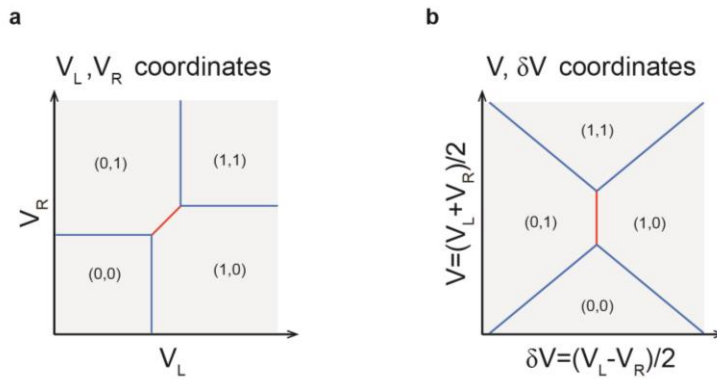 a
V_L ,V_R coordinates
V_R
(0,1)
(1,1)
(0,0)
(1,0)
V_L
b
V, δV coordinates
V=(V_L+V_R)/2
(1,1)
(0,1)
(1,0)
(0,0)
δV=(V_L-V_R)/2